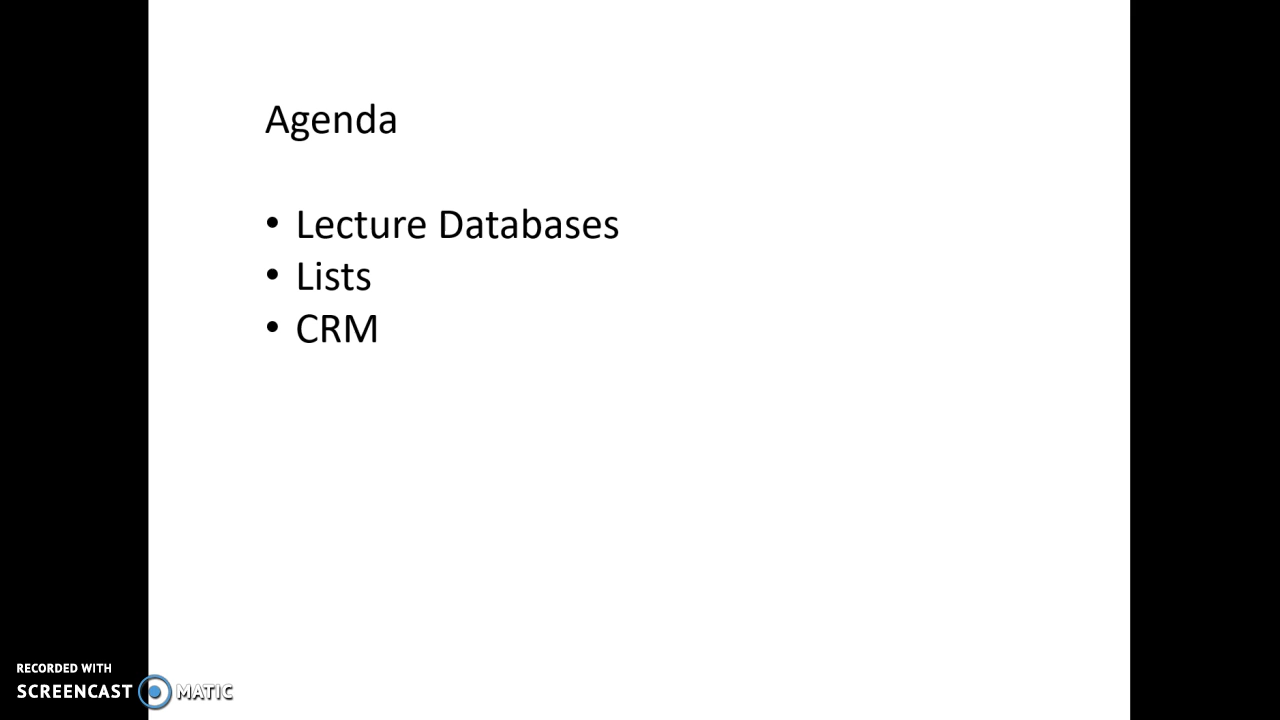 Agenda
• Lecture Databases
• Lists
• CRM
RECORDED WITH
SCREENCAST MATIC